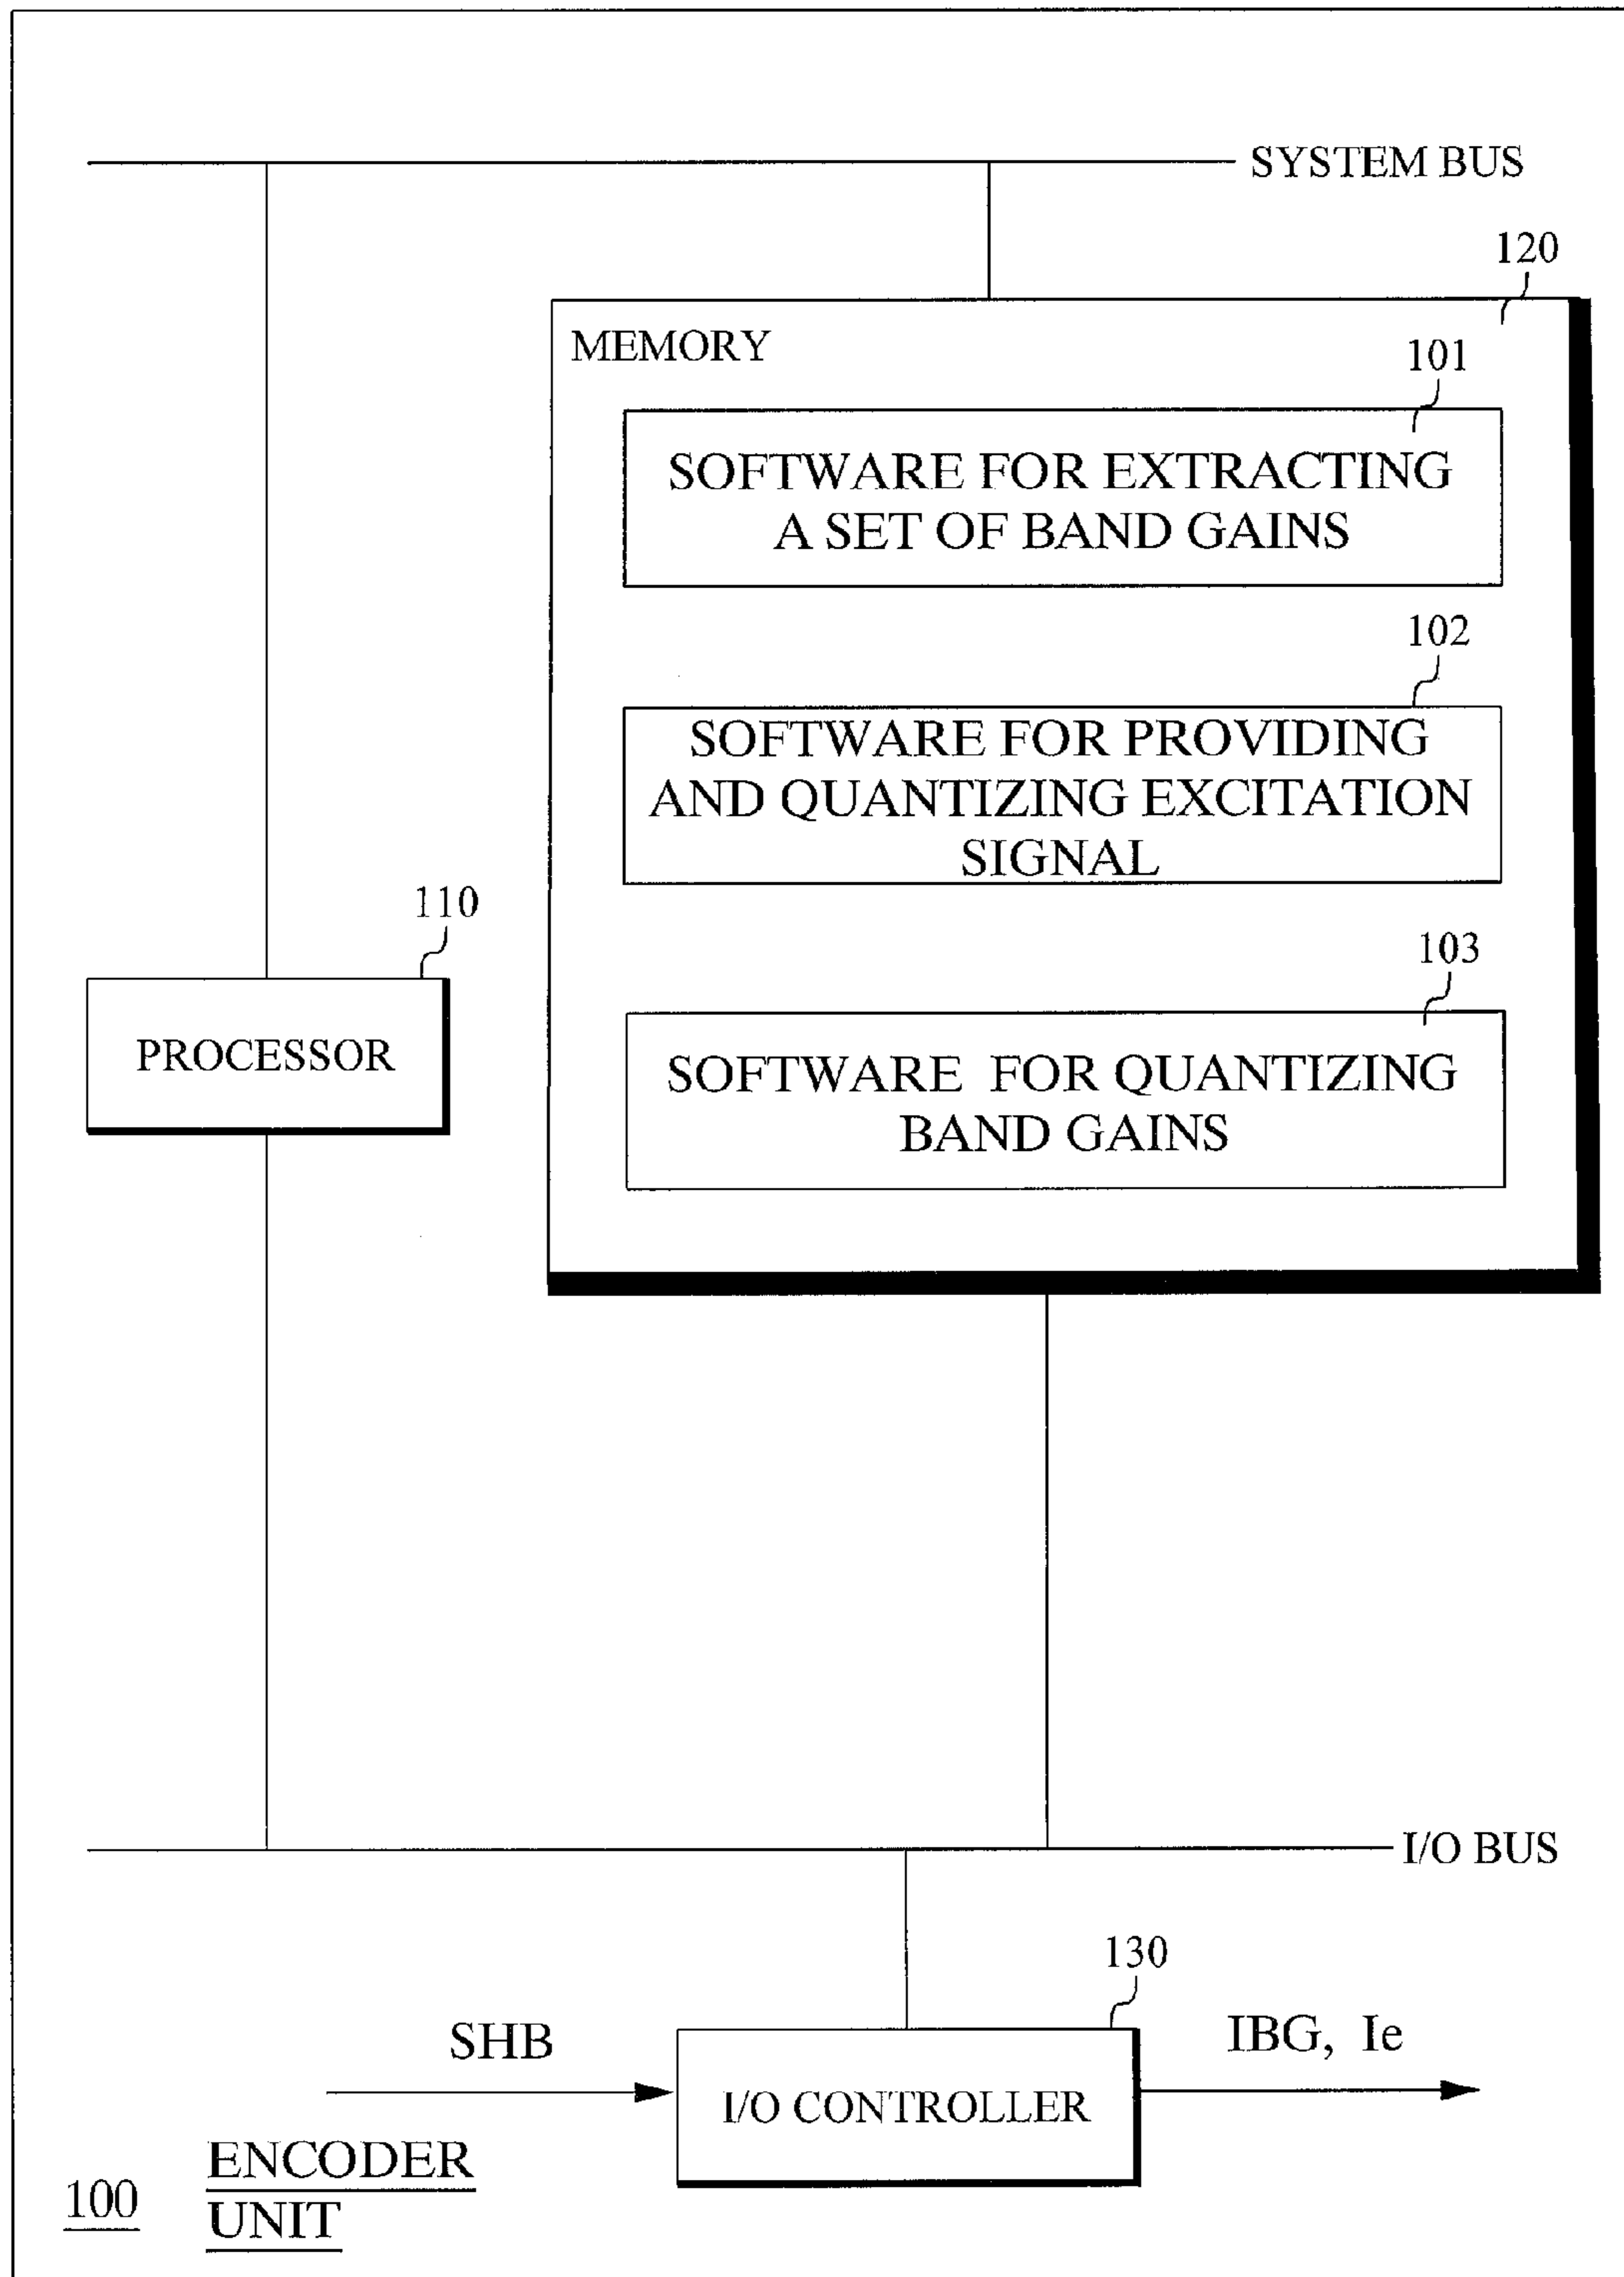 SYSTEM BUS
120
MEMORY
101
SOFTWARE FOR EXTRACTING
A SET OF BAND GAINS
102
SOFTWARE FOR PROVIDING
AND QUANTIZING EXCITATION
SIGNAL
110
PROCESSOR
103
SOFTWARE FOR QUANTIZING
BAND GAINS
I/O BUS
130
SHB
I/O CONTROLLER
IBG, Ie
100
ENCODER
UNIT